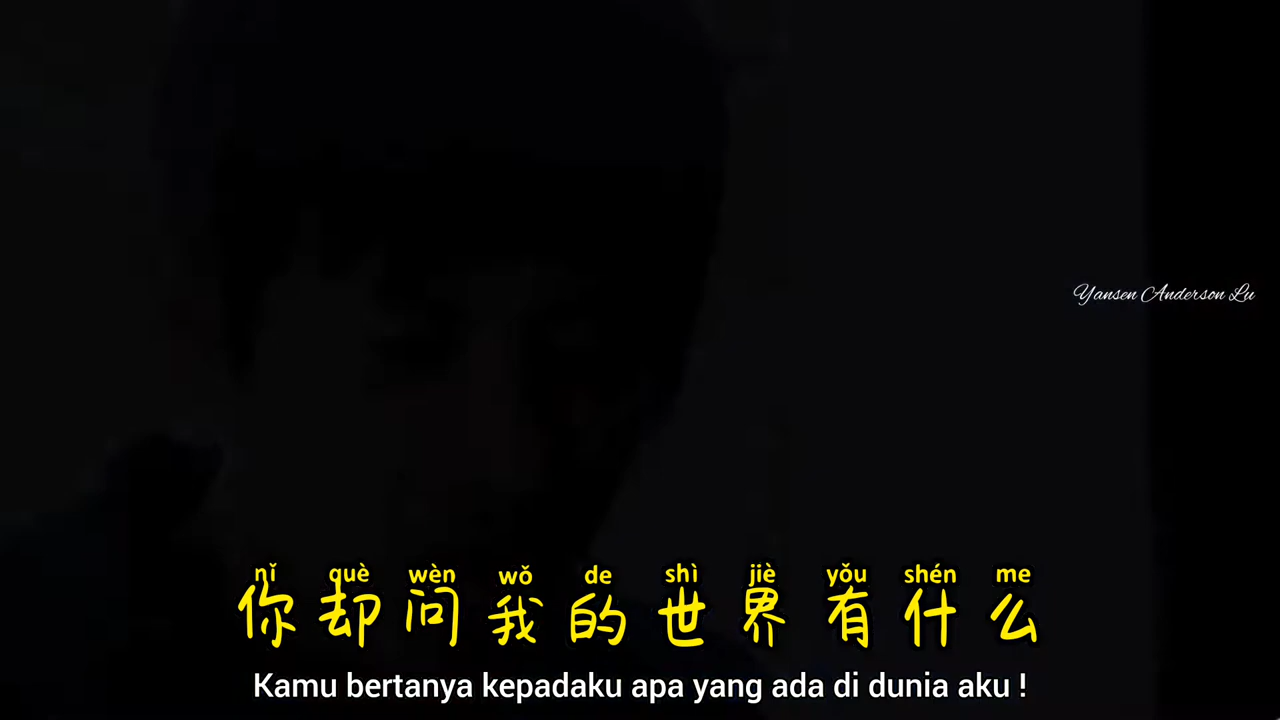 Yansen Anderson Lu
nǐ què wèn wǒ de shì jiè yǒu shén me
你却问我的世界有什么
Kamu bertanya kepadaku apa yang ada di dunia aku !